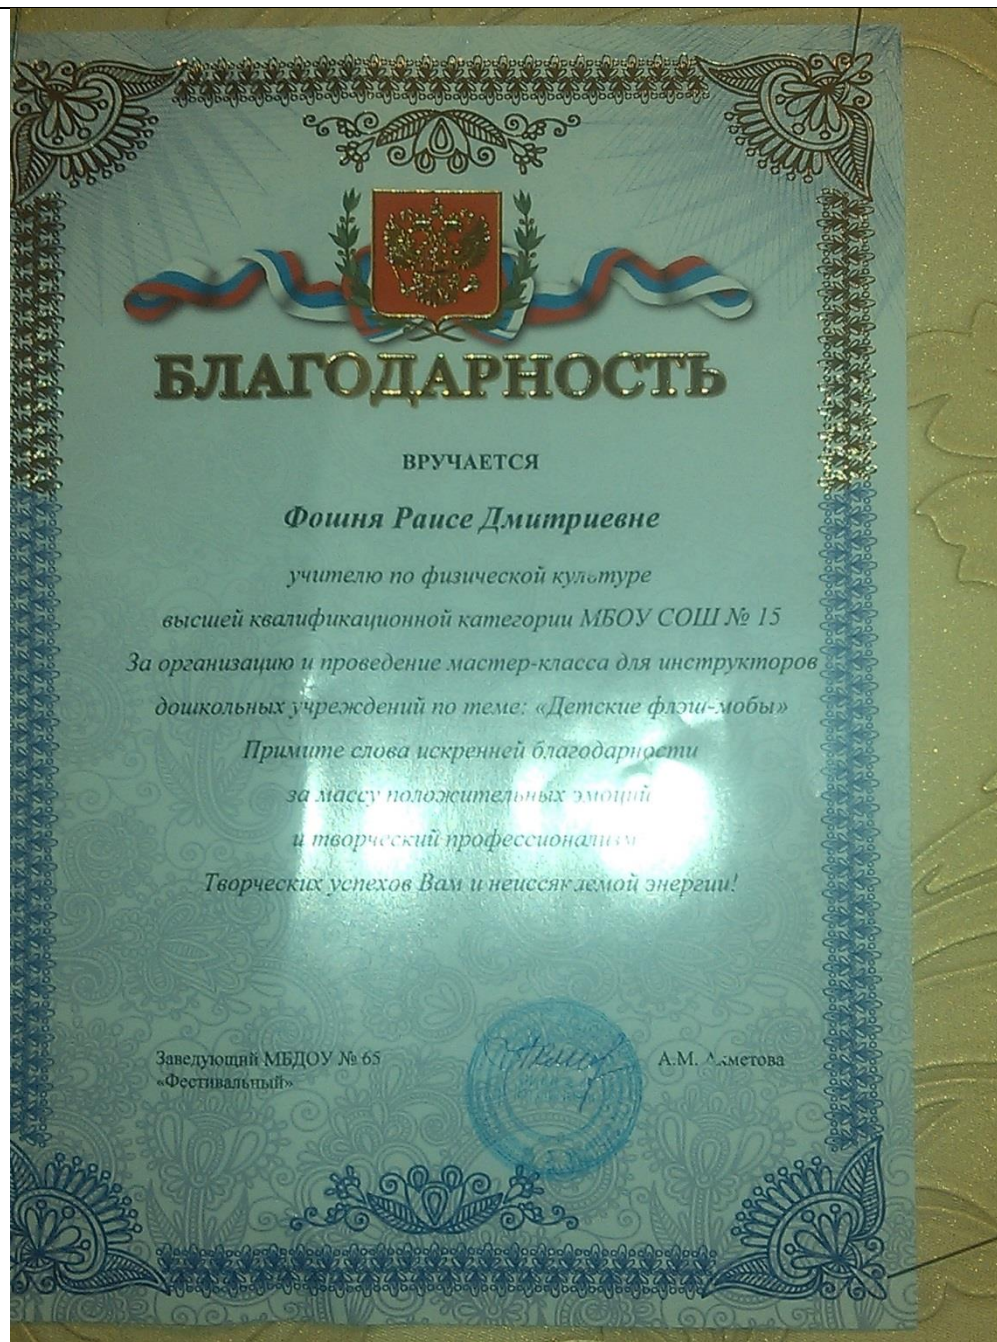 БЛАГОДАРНОСТЬ
ВРУЧАЕТСЯ
Фошня Раисе Дмитриевне
учителю по физической культуре
высшей квалификационной категории МБОУ СОШ № 15
За организацию и проведение мастер-класса для инструкторов
дошкольных учреждений по теме: «Детские флэш-мобы»
Примите слова искренней благодарности
за массу положительных эмоций
и творческий профессионализм
Творческих успехов Вам и неиссякаемой энергии!
Заведующий МБДОУ № 65
«Фестивальный»
А.М. Ахметова